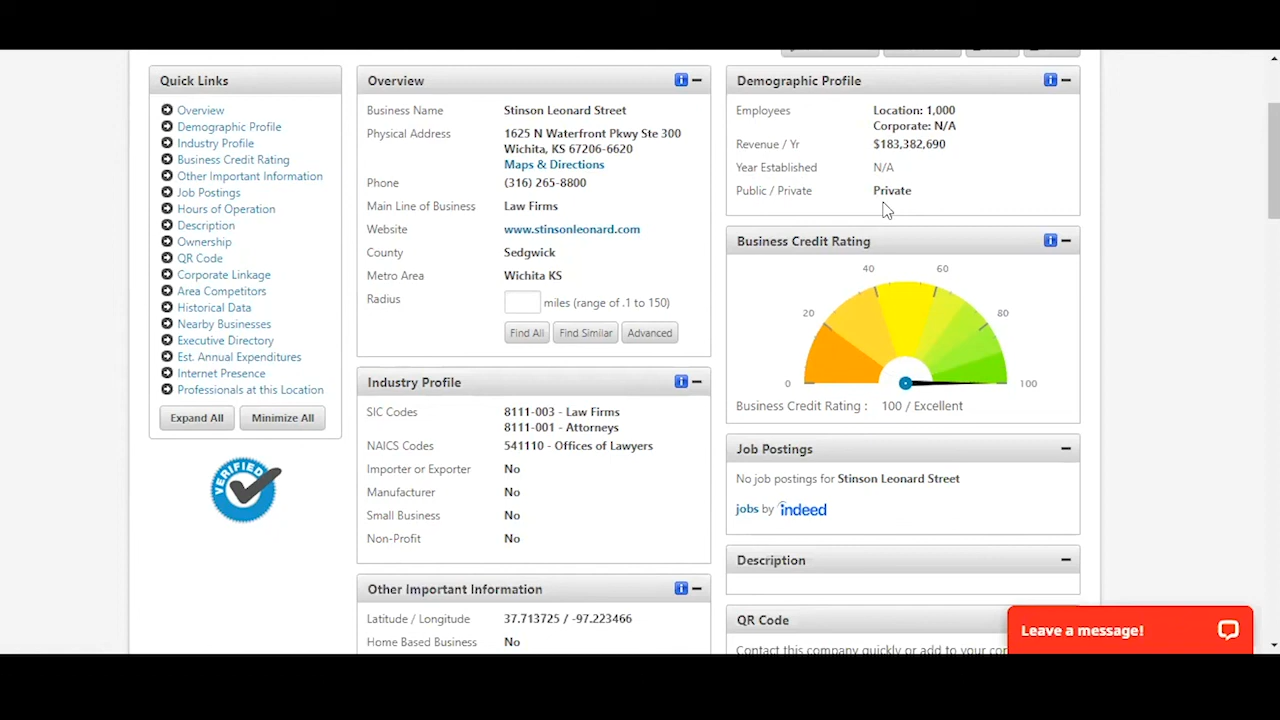 Quick Links
Overview
Demographic Profile
Industry Profile
Business Credit Rating
Other Important Information
Job Postings
Hours of Operation
Description
Ownership
QR Code
Corporate Linkage
Area Competitors
Historical Data
Nearby Businesses
Executive Directory
Est. Annual Expenditures
Internet Presence
Professionals at this Location
Expand All Minimize All
VERIFIED
Overview
Business Name Stinson Leonard Street
Physical Address 1625 N Waterfront Pkwy Ste 300
Wichita, KS 67206-6620
Maps & Directions
Phone (316) 265-8800
Main Line of Business Law Firms
Website www.stinsonleonard.com
County Sedgwick
Metro Area Wichita KS
Radius miles (range of .1 to 150)
Find All Find Similar Advanced
Industry Profile
SIC Codes 8111-003 - Law Firms
8111-001 - Attorneys
NAICS Codes 541110 - Offices of Lawyers
Importer or Exporter No
Manufacturer No
Small Business No
Non-Profit No
Other Important Information
Latitude / Longitude 37.713725 / -97.223466
Home Based Business No
Demographic Profile
Employees Location: 1,000
Corporate: N/A
Revenue / Yr $183,382,690
Year Established N/A
Public / Private Private
Business Credit Rating
40 60
20 80
0 100
Business Credit Rating : 100 / Excellent
Job Postings
No job postings for Stinson Leonard Street
jobs by indeed
Description
QR Code
Contact this company quickly or add to your
Leave a message!